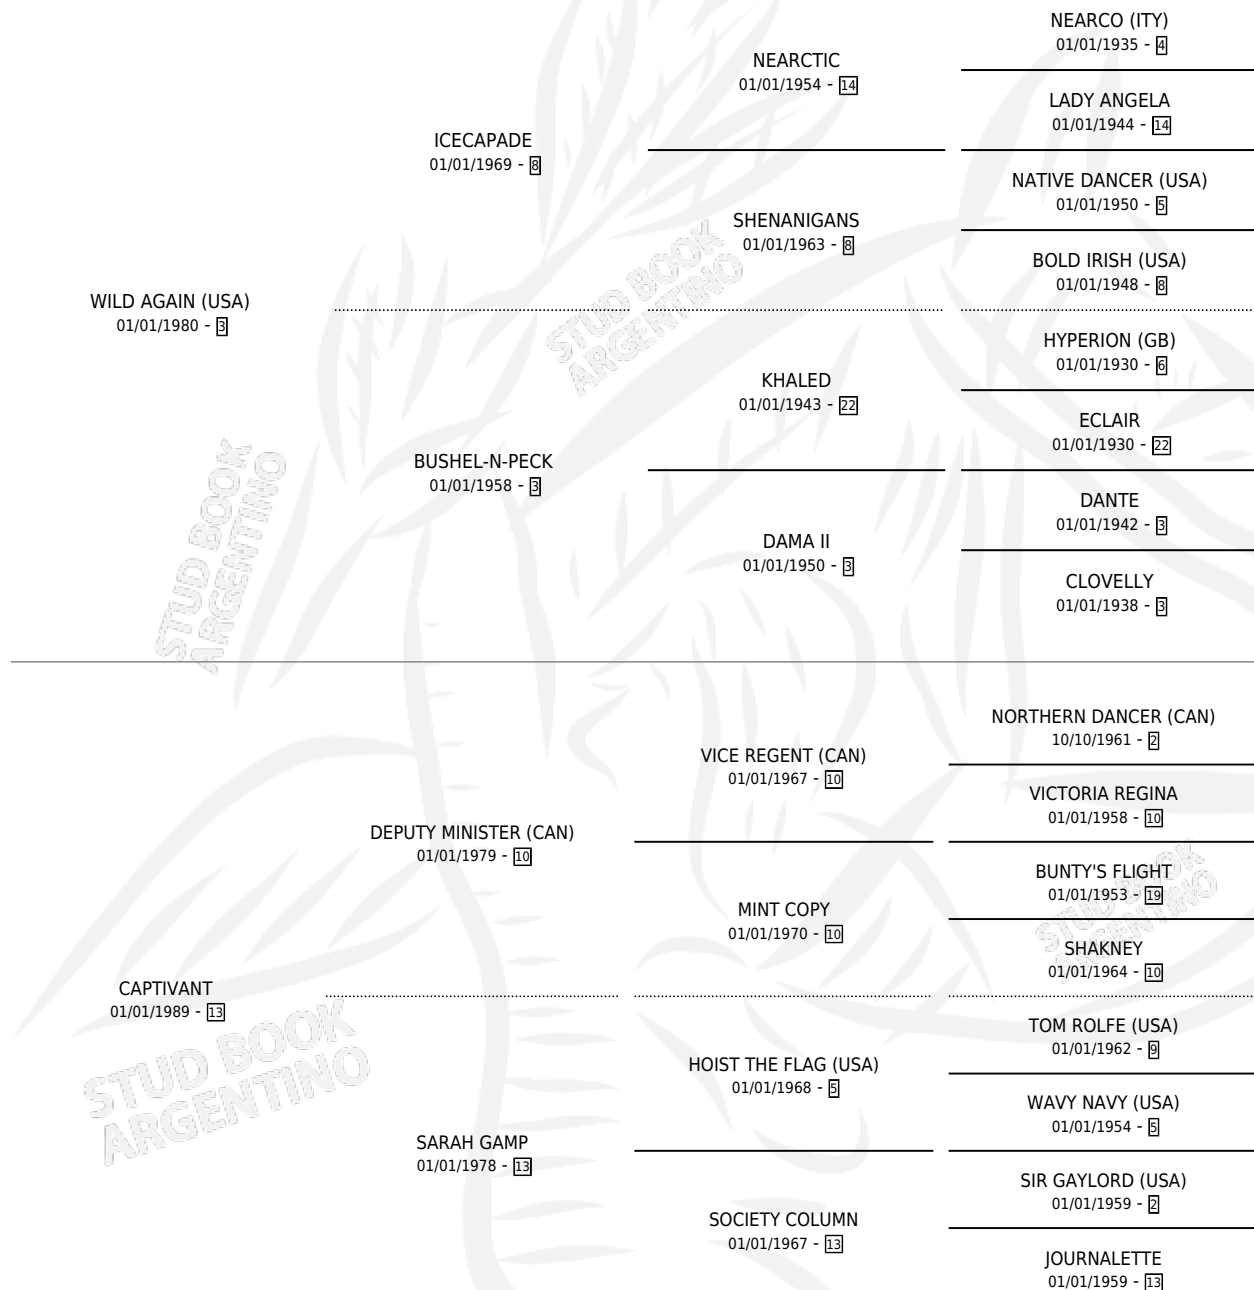 NEARCO (ITY)
01/01/1935 - 4
NEARCTIC
01/01/1954 - 14
LADY ANGELA
01/01/1944 - 14
ICECAPADE
01/01/1969 - 8
NATIVE DANCER (USA)
01/01/1950 - 5
SHENANIGANS
01/01/1963 - 8
BOLD IRISH (USA)
01/01/1948 - 8
WILD AGAIN (USA)
01/01/1980 - 3
HYPERION (GB)
01/01/1930 - 6
KHALED
01/01/1943 - 22
ECLAIR
01/01/1930 - 22
BUSHEL-N-PECK
01/01/1958 - 3
DANTE
01/01/1942 - 3
DAMA II
01/01/1950 - 3
CLOVELLY
01/01/1938 - 3
NORTHERN DANCER (CAN)
10/10/1961 - 2
VICE REGENT (CAN)
01/01/1967 - 10
VICTORIA REGINA
01/01/1958 - 10
DEPUTY MINISTER (CAN)
01/01/1979 - 10
BUNTY'S FLIGHT
01/01/1953 - 19
MINT COPY
01/01/1970 - 10
SHAKNEY
01/01/1964 - 10
CAPTIVANT
01/01/1989 - 13
TOM ROLFE (USA)
01/01/1962 - 9
HOIST THE FLAG (USA)
01/01/1968 - 5
WAVY NAVY (USA)
01/01/1954 - 5
SARAH GAMP
01/01/1978 - 13
SIR GAYLORD (USA)
01/01/1959 - 2
SOCIETY COLUMN
01/01/1967 - 13
JOURNALETTE
01/01/1959 - 13
STUD BOOK
ARGENTINO
STUD BOOK
ARGENTINO
STUD BOOK
ARGENTINO
STUD BOOK
ARGENTINO